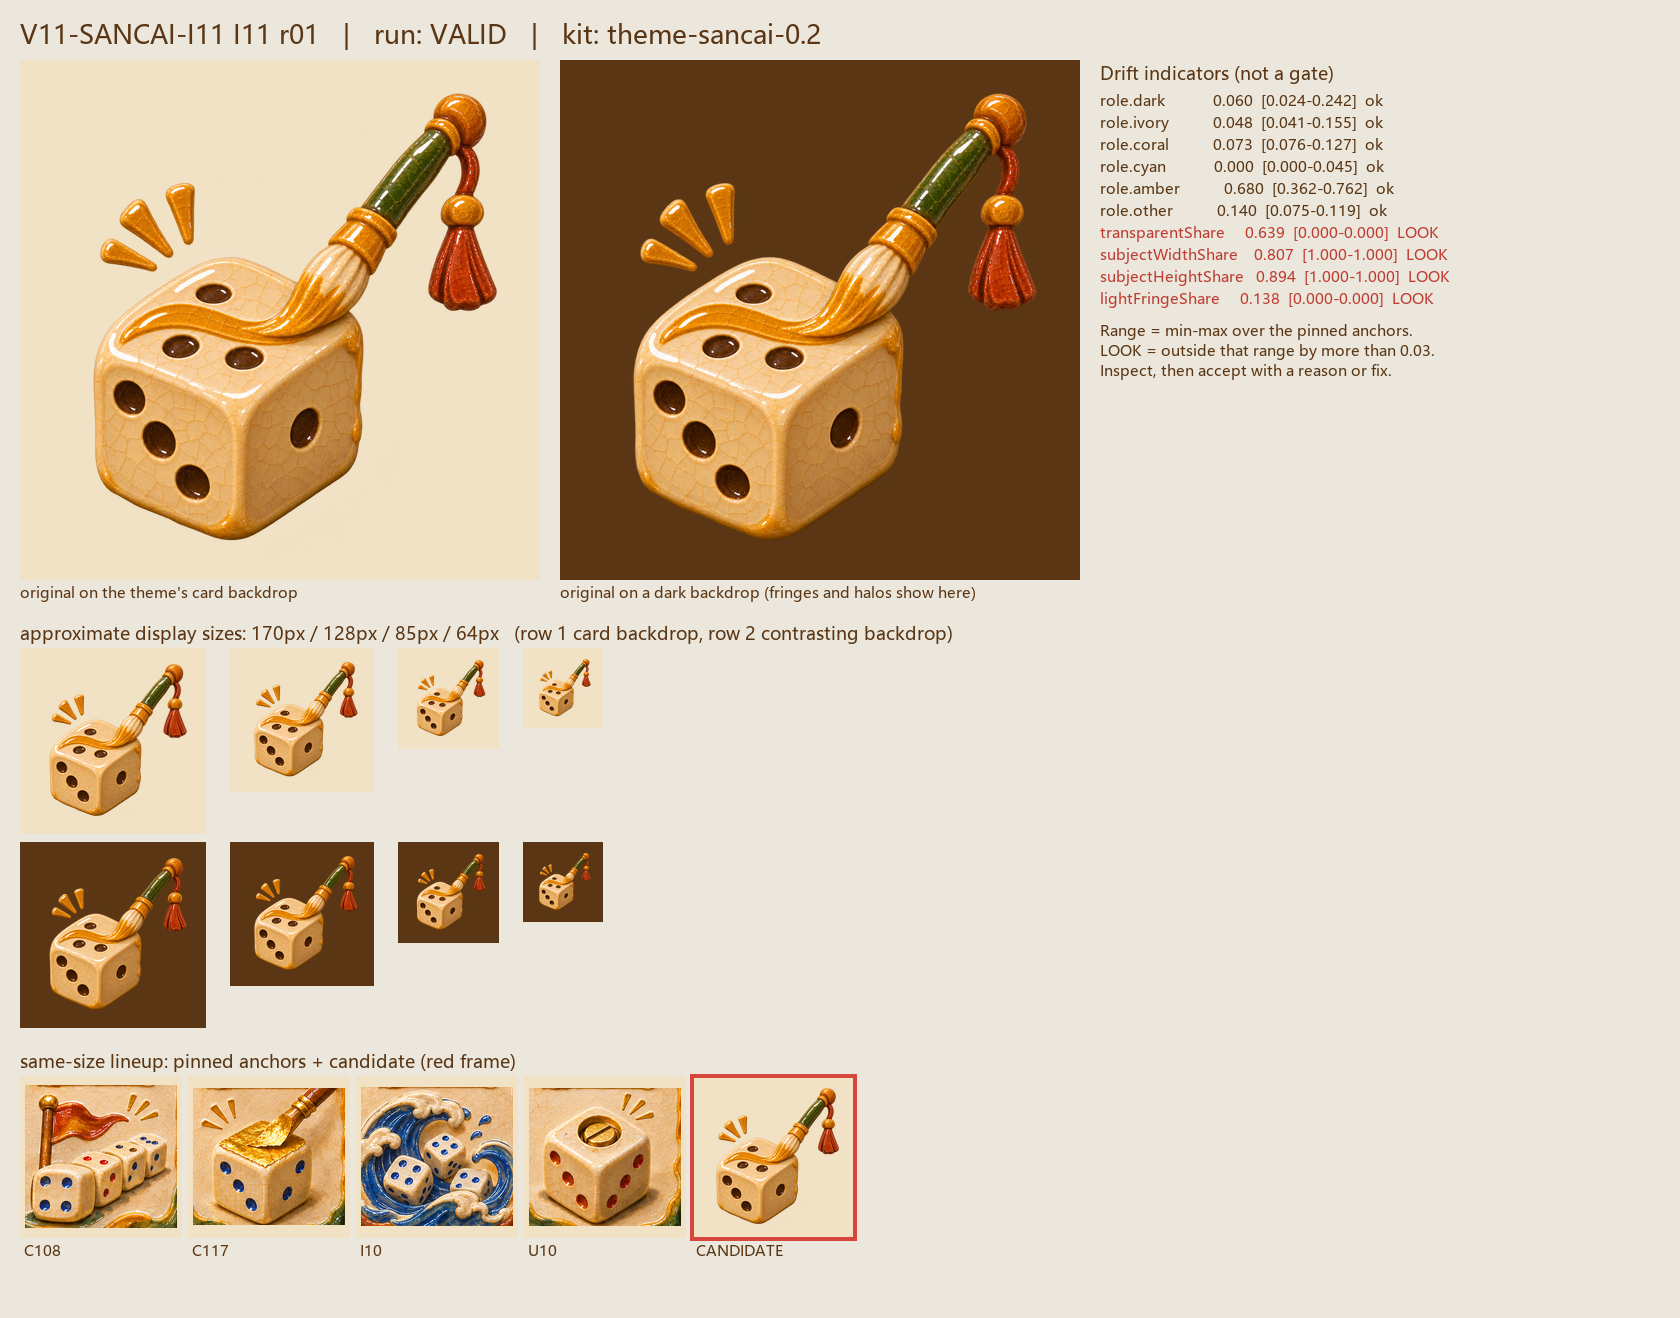 V11-SANCAI-I11 I11 r01 | run: VALID | kit: theme-sancai-0.2
Drift indicators (not a gate)
role.dark 0.060 [0.024-0.242] ok
role.ivory 0.048 [0.041-0.155] ok
role.coral 0.073 [0.076-0.127] ok
role.cyan 0.000 [0.000-0.045] ok
role.amber 0.680 [0.362-0.762] ok
role.other 0.140 [0.075-0.119] ok
transparentShare 0.639 [0.000-0.000] LOOK
subjectWidthShare 0.807 [1.000-1.000] LOOK
subjectHeightShare 0.894 [1.000-1.000] LOOK
lightFringeShare 0.138 [0.000-0.000] LOOK
Range = min-max over the pinned anchors.
LOOK = outside that range by more than 0.03.
Inspect, then accept with a reason or fix.
original on the theme's card backdrop
original on a dark backdrop (fringes and halos show here)
approximate display sizes: 170px / 128px / 85px / 64px (row 1 card backdrop, row 2 contrasting backdrop)
same-size lineup: pinned anchors + candidate (red frame)
C108
C117
I10
U10
CANDIDATE